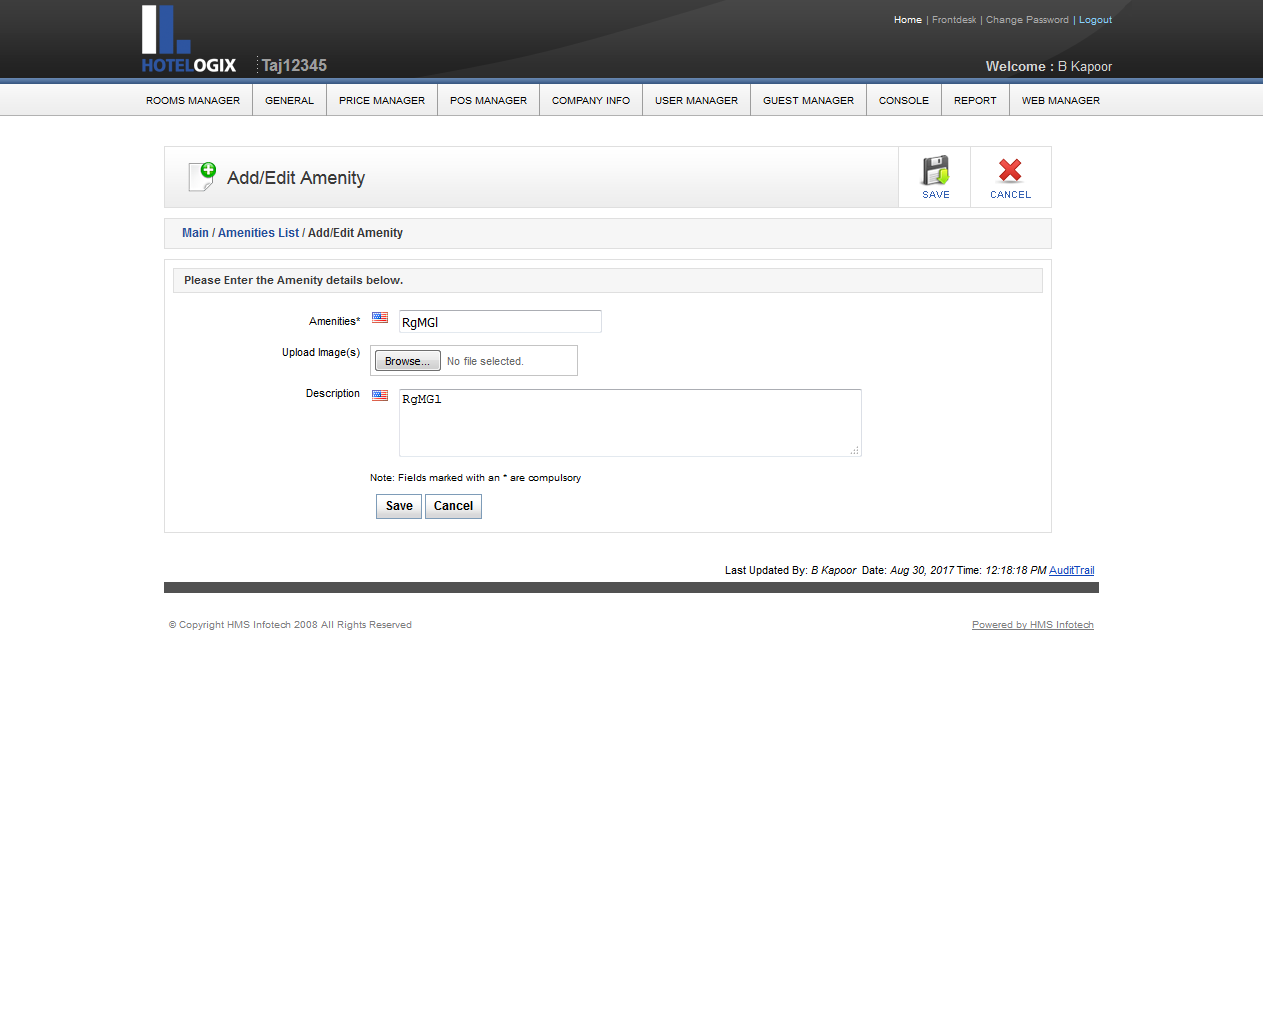 Home | Frontdesk | Change Password | Logout
HOTELOGIX Taj12345
Welcome : B Kapoor
ROOMS MANAGER GENERAL PRICE MANAGER POS MANAGER COMPANY INFO USER MANAGER GUEST MANAGER CONSOLE REPORT WEB MANAGER
Add/Edit Amenity
SAVE CANCEL
Main / Amenities List / Add/Edit Amenity
Please Enter the Amenity details below.
Amenities* RgMGl
Upload Image(s) Browse... No file selected.
Description RgMGl
Note: Fields marked with an * are compulsory
Save Cancel
Last Updated By: B Kapoor Date: Aug 30, 2017 Time: 12:18:18 PM AuditTrail
© Copyright HMS Infotech 2008 All Rights Reserved Powered by HMS Infotech